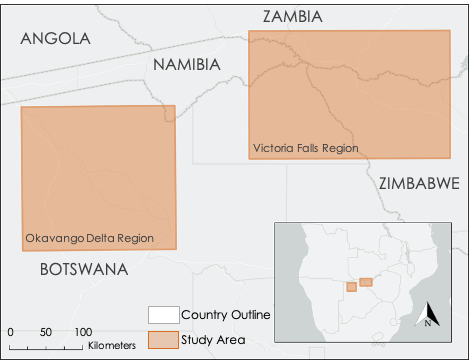 ZAMBIA
ANGOLA
NAMIBIA
Victoria Falls Region
ZIMBABWE
Okavango Delta Region
BOTSWANA
Country Outline
0 50 100
Kilometers
Study Area
N